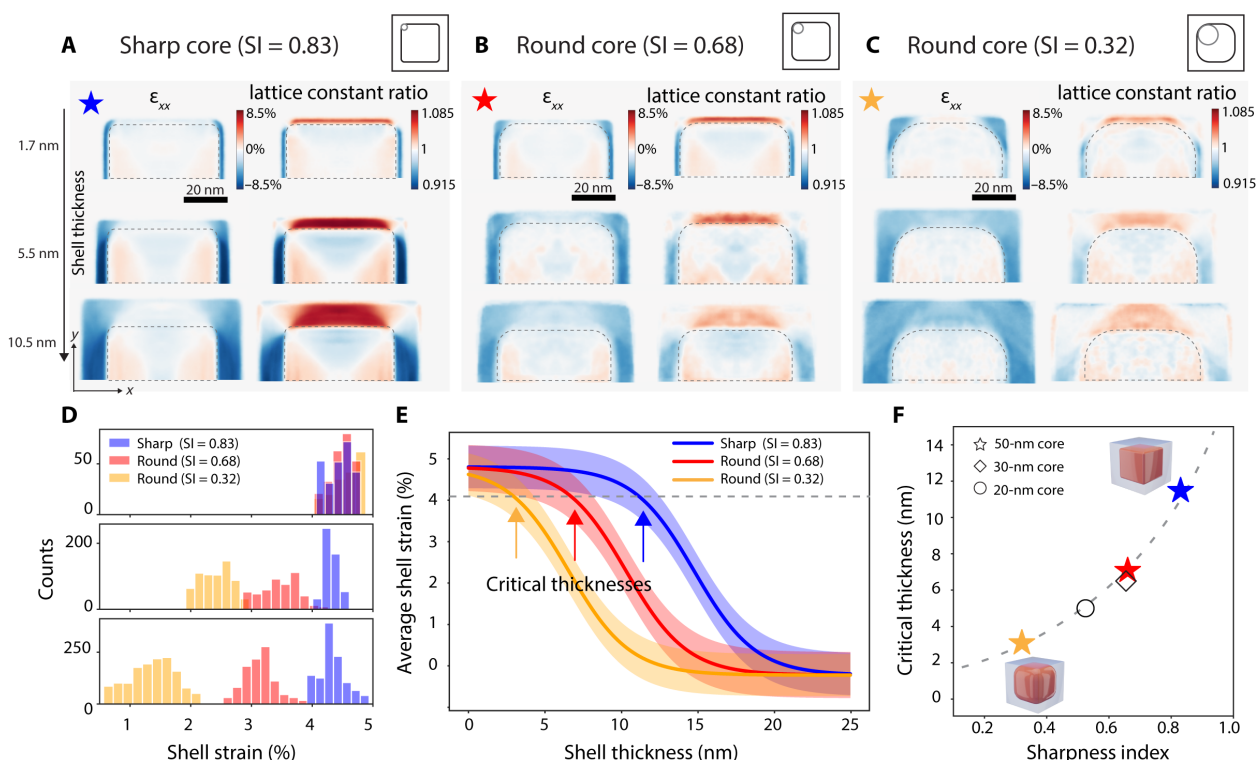 A Sharp core (SI = 0.83)
B Round core (SI = 0.68)
C Round core (SI = 0.32)
εxx lattice constant ratio
8.5% 1.085
0% 1
−8.5% 0.915
20 nm
εxx lattice constant ratio
8.5% 1.085
0% 1
−8.5% 0.915
20 nm
εxx lattice constant ratio
8.5% 1.085
0% 1
−8.5% 0.915
20 nm
Shell thickness
1.7 nm
5.5 nm
10.5 nm
y
x
D
Sharp (SI = 0.83)
Round (SI = 0.68)
Round (SI = 0.32)
50
0
200
0
250
0
Counts
1 2 3 4 5
Shell strain (%)
E
Sharp (SI = 0.83)
Round (SI = 0.68)
Round (SI = 0.32)
Critical thicknesses
Average shell strain (%)
5
4
3
2
1
0
0 5 10 15 20 25
Shell thickness (nm)
F
50-nm core
30-nm core
20-nm core
Critical thickness (nm)
14
12
10
8
6
4
2
0
0.2 0.4 0.6 0.8 1.0
Sharpness index